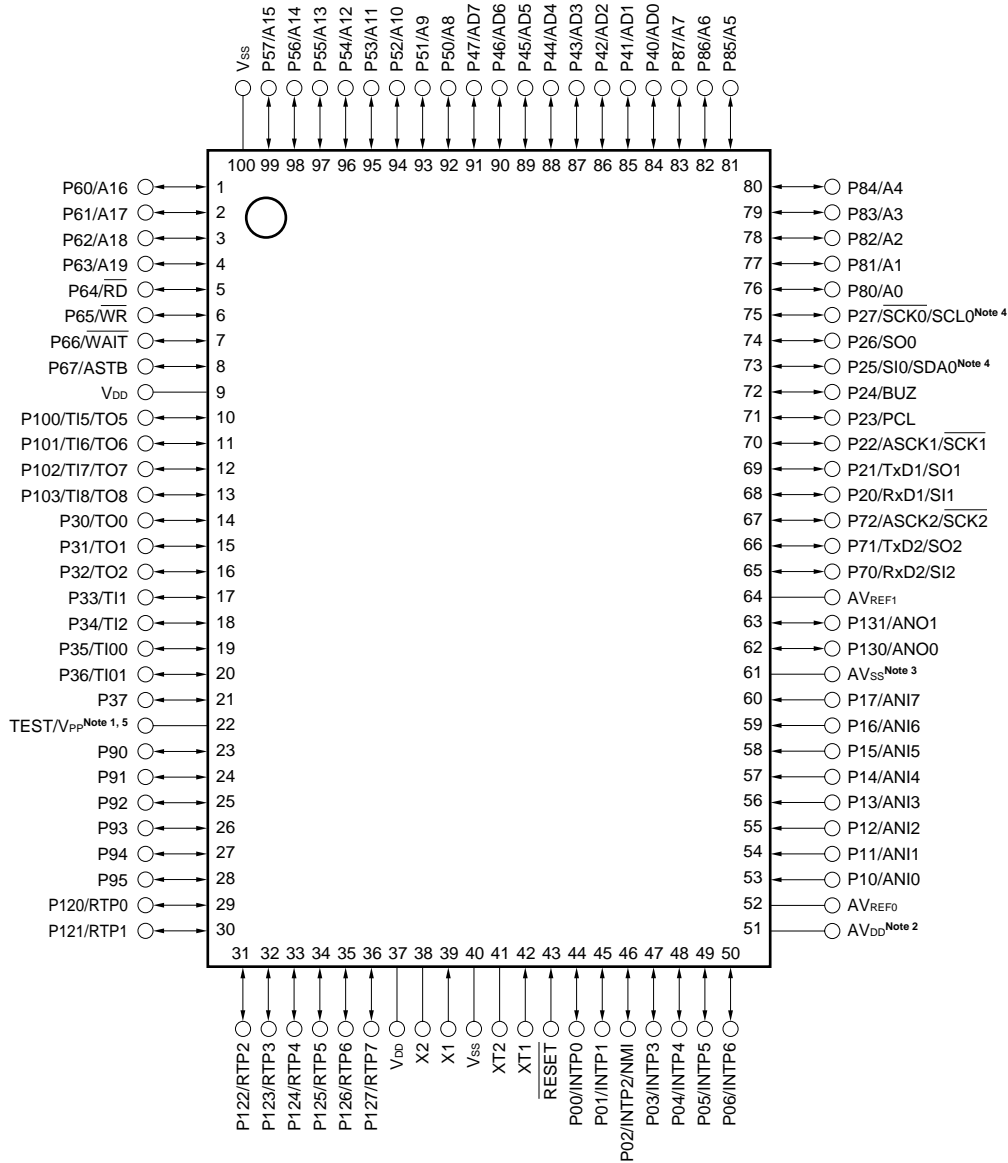 Vss
P57/A15
P56/A14
P55/A13
P54/A12
P53/A11
P52/A10
P51/A9
P50/A8
P47/AD7
P46/AD6
P45/AD5
P44/AD4
P43/AD3
P42/AD2
P41/AD1
P40/AD0
P87/A7
P86/A6
P85/A5
100 99 98 97 96 95 94 93 92 91 90 89 88 87 86 85 84 83 82 81
P60/A16 1
P61/A17 2
P62/A18 3
P63/A19 4
P64/RD 5
P65/WR 6
P66/WAIT 7
P67/ASTB 8
VDD 9
P100/TI5/TO5 10
P101/TI6/TO6 11
P102/TI7/TO7 12
P103/TI8/TO8 13
P30/TO0 14
P31/TO1 15
P32/TO2 16
P33/TI1 17
P34/TI2 18
P35/TI00 19
P36/TI01 20
P37 21
TEST/VPP Note 1, 5 22
P90 23
P91 24
P92 25
P93 26
P94 27
P95 28
P120/RTP0 29
P121/RTP1 30
80 P84/A4
79 P83/A3
78 P82/A2
77 P81/A1
76 P80/A0
75 P27/SCK0/SCL0 Note 4
74 P26/SO0
73 P25/SI0/SDA0 Note 4
72 P24/BUZ
71 P23/PCL
70 P22/ASCK1/SCK1
69 P21/TxD1/SO1
68 P20/RxD1/SI1
67 P72/ASCK2/SCK2
66 P71/TxD2/SO2
65 P70/RxD2/SI2
64 AVREF1
63 P131/ANO1
62 P130/ANO0
61 AVSS Note 3
60 P17/ANI7
59 P16/ANI6
58 P15/ANI5
57 P14/ANI4
56 P13/ANI3
55 P12/ANI2
54 P11/ANI1
53 P10/ANI0
52 AVREF0
51 AVDD Note 2
31 32 33 34 35 36 37 38 39 40 41 42 43 44 45 46 47 48 49 50
P122/RTP2
P123/RTP3
P124/RTP4
P125/RTP5
P126/RTP6
P127/RTP7
VDD
X2
X1
VSS
XT2
XT1
RESET
P00/INTP0
P01/INTP1
P02/INTP2/NMI
P03/INTP3
P04/INTP4
P05/INTP5
P06/INTP6